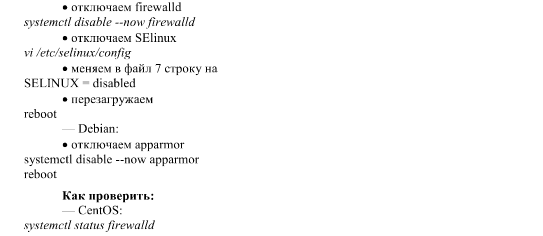 • отключаем firewalld
systemctl disable --now firewalld
• отключаем SElinux
vi /etc/selinux/config
• меняем в файл 7 строку на
SELINUX = disabled
• перезагружаем
reboot
— Debian:
• отключаем apparmor
systemctl disable --now apparmor
reboot
Как проверить:
— CentOS:
systemctl status firewalld